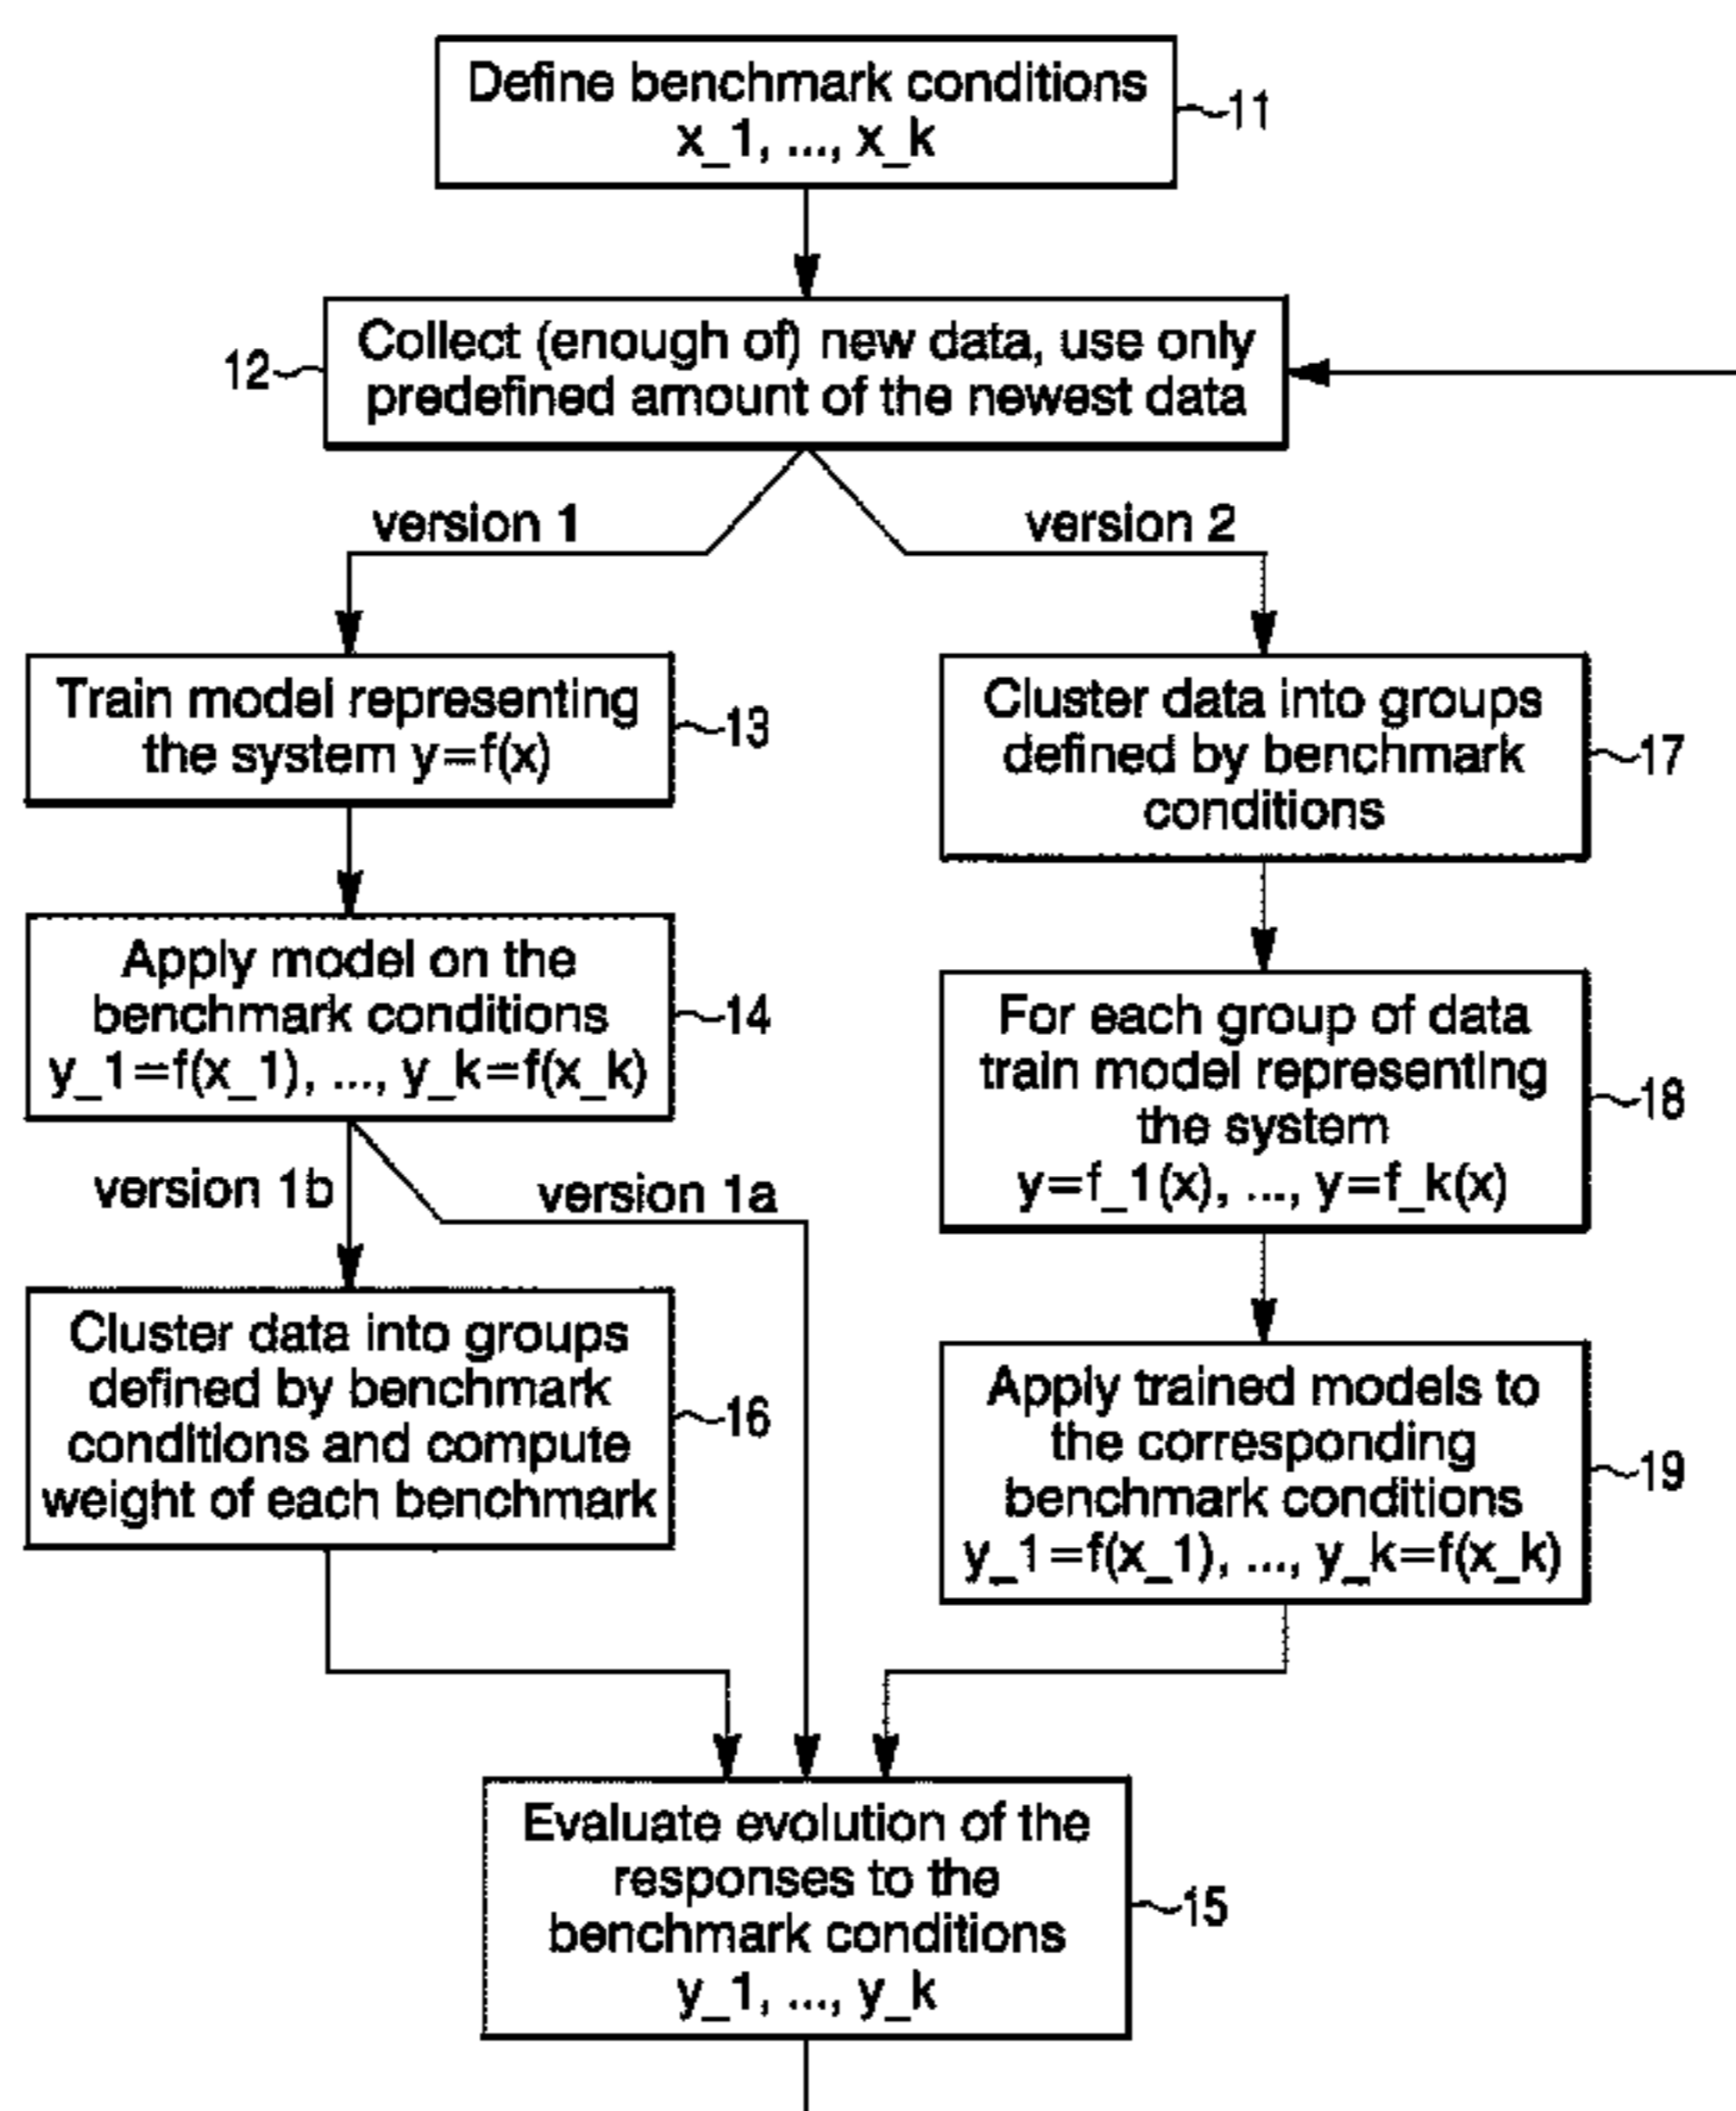 Define benchmark conditions
x_1, ..., x_k
11
Collect (enough of) new data, use only
predefined amount of the newest data
12
version 1
version 2
Train model representing
the system y=f(x)
13
Cluster data into groups
defined by benchmark
conditions
17
Apply model on the
benchmark conditions
y_1=f(x_1), ..., y_k=f(x_k)
14
For each group of data
train model representing
the system
y=f_1(x), ..., y=f_k(x)
18
version 1b
version 1a
Cluster data into groups
defined by benchmark
conditions and compute
weight of each benchmark
16
Apply trained models to
the corresponding
benchmark conditions
y_1=f(x_1), ..., y_k=f(x_k)
19
Evaluate evolution of the
responses to the
benchmark conditions
y_1, ..., y_k
15